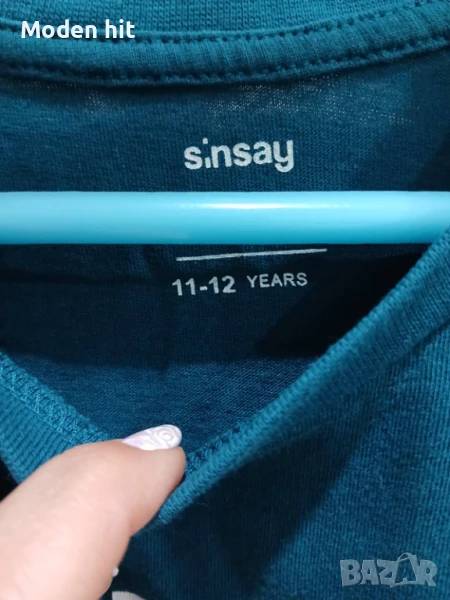 Moden hit
sinsay
11-12 YEARS
BAZAR